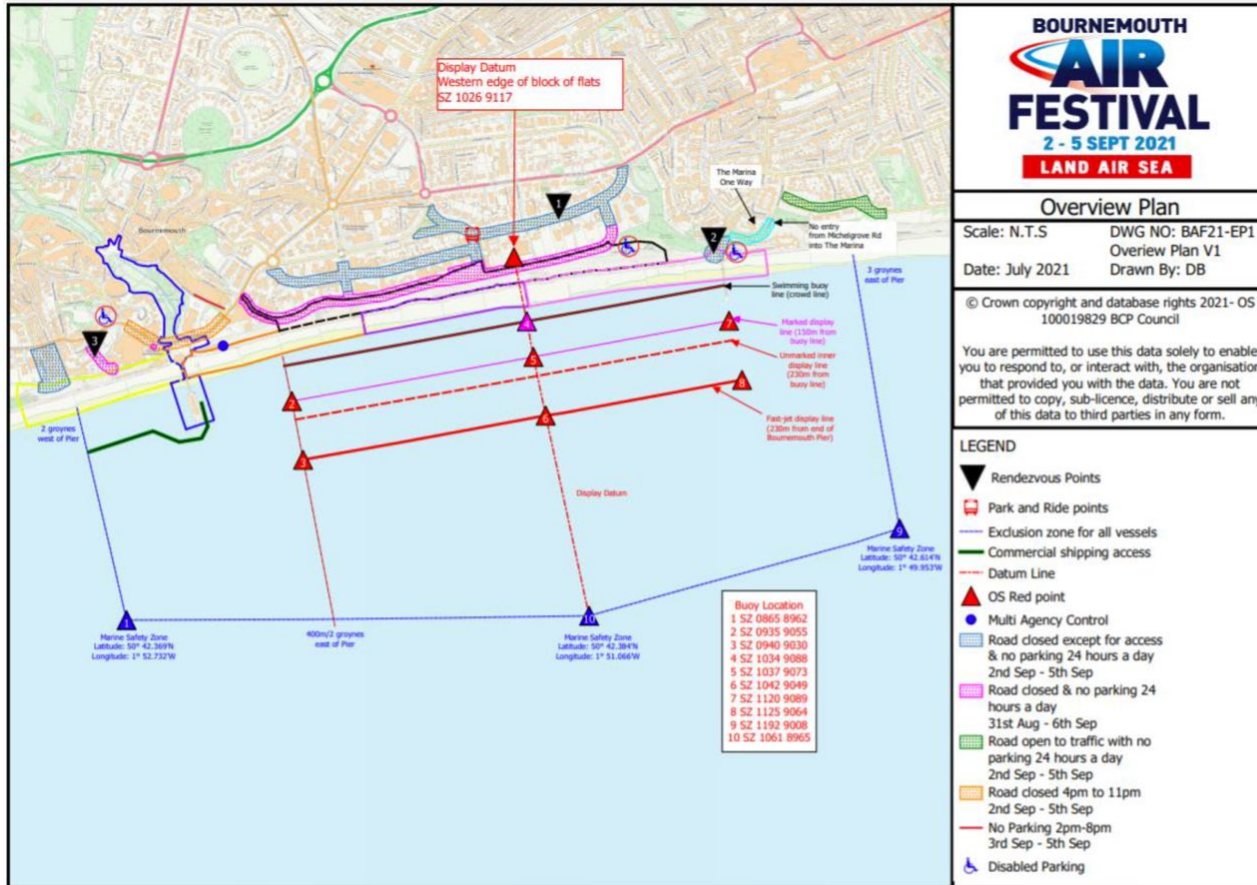 Display Datum
Western edge of block of flats
SZ 1026 9117
1
The Marina
One Way
2
No entry
from Michelgrove Rd
into The Marina
Bournemouth
3
3 groynes
east of Pier
Swimming buoy
line (crowd line)
4
7
Marked display
line (150m from
buoy line)
5
Unmarked inner
display line
(230m from
buoy line)
8
2
6
Fast-jet display line
(230m from end of
Bournemouth Pier)
2 groynes
west of Pier
3
Display Datum
9
Marine Safety Zone
Latitude: 50° 42.614'N
Longitude: 1° 49.953'W
1
Marine Safety Zone
Latitude: 50° 42.369'N
Longitude: 1° 52.732'W
400m/2 groynes
east of Pier
10
Marine Safety Zone
Latitude: 50° 42.384'N
Longitude: 1° 51.066'W
Buoy Location
1 SZ 0865 8962
2 SZ 0935 9055
3 SZ 0940 9030
4 SZ 1034 9088
5 SZ 1037 9073
6 SZ 1042 9049
7 SZ 1120 9089
8 SZ 1125 9064
9 SZ 1192 9008
10 SZ 1061 8965
BOURNEMOUTH
AIR
FESTIVAL
2 - 5 SEPT 2021
LAND AIR SEA
Overview Plan
Scale: N.T.S
DWG NO: BAF21-EP1
Overiew Plan V1
Date: July 2021
Drawn By: DB
© Crown copyright and database rights 2021- OS
100019829 BCP Council
You are permitted to use this data solely to enable
you to respond to, or interact with, the organisation
that provided you with the data. You are not
permitted to copy, sub-licence, distribute or sell any
of this data to third parties in any form.
LEGEND
Rendezvous Points
Park and Ride points
Exclusion zone for all vessels
Commercial shipping access
Datum Line
OS Red point
Multi Agency Control
Road closed except for access
& no parking 24 hours a day
2nd Sep - 5th Sep
Road closed & no parking 24
hours a day
31st Aug - 6th Sep
Road open to traffic with no
parking 24 hours a day
2nd Sep - 5th Sep
Road closed 4pm to 11pm
2nd Sep - 5th Sep
No Parking 2pm-8pm
3rd Sep - 5th Sep
Disabled Parking